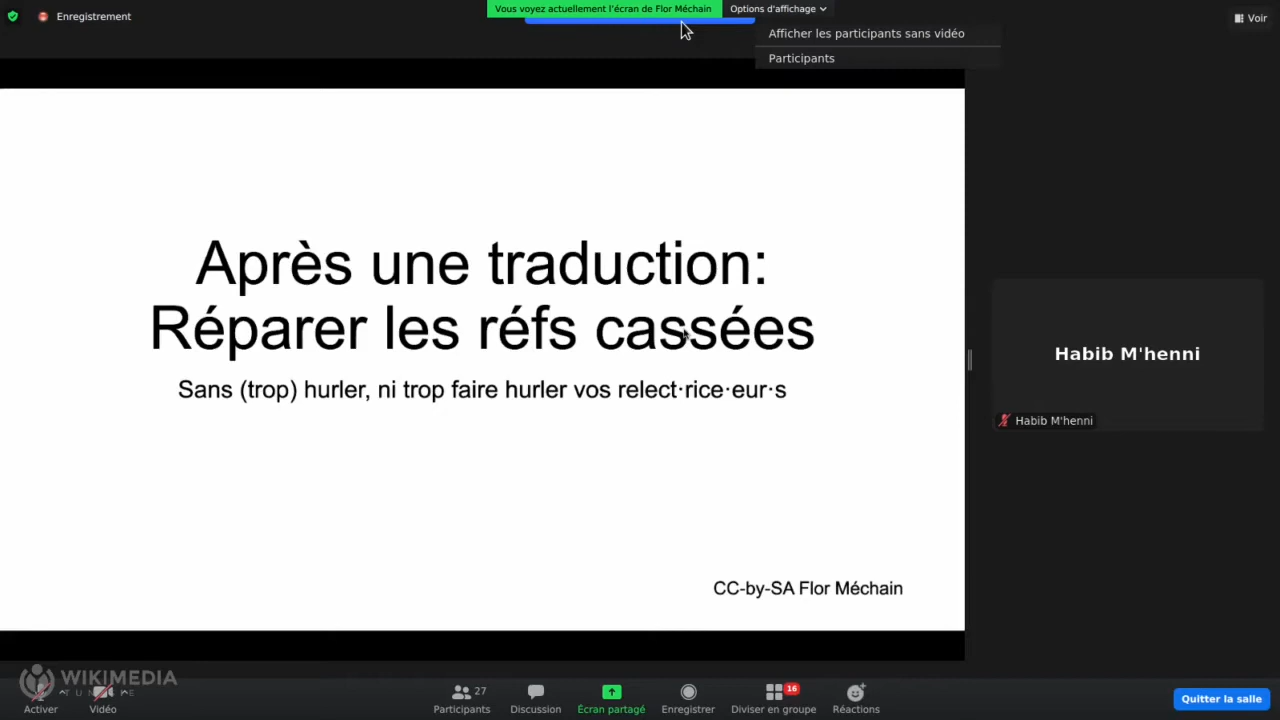 Vous voyez actuellement l'écran de Flor Méchain
Options d'affichage
Enregistrement
Voir
Afficher les participants sans vidéo
Participants
Après une traduction:
Réparer les réfs cassées
Sans (trop) hurler, ni trop faire hurler vos relect·rice·eur·s
CC-by-SA Flor Méchain
Habib M'henni
Habib M'henni
WIKIMEDIA
Activer
Vidéo
27
Participants
Discussion
Écran partagé
Enregistrer
16
Diviser en groupe
Réactions
Quitter la salle